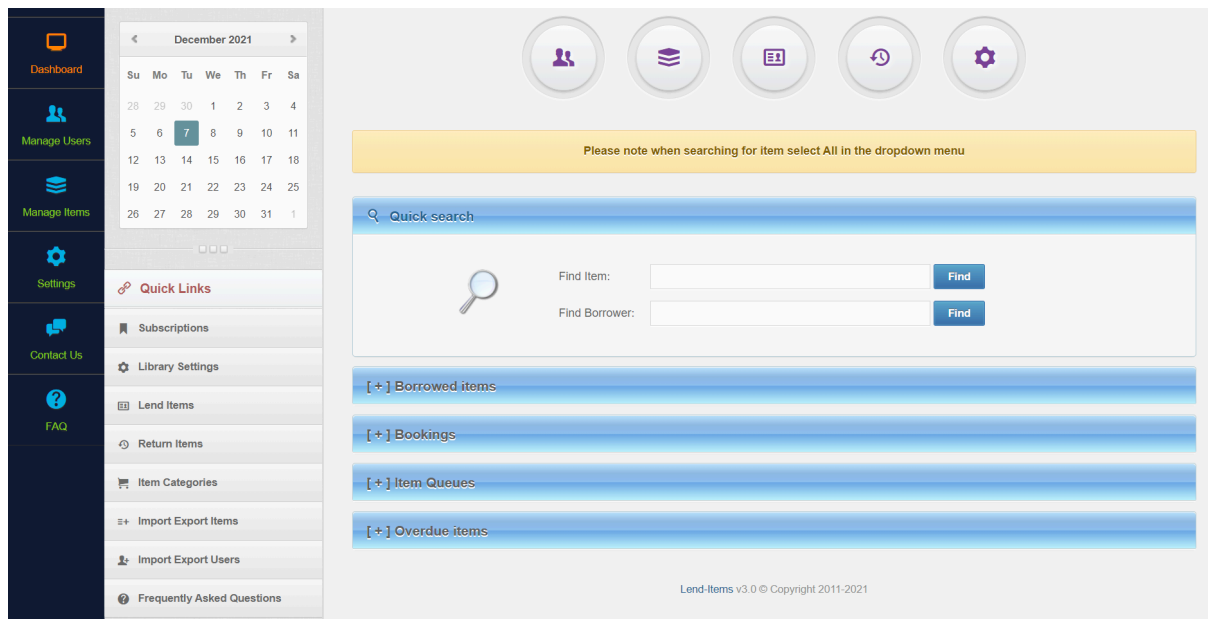 Dashboard
Manage Users
Manage Items
Settings
Contact Us
FAQ
December 2021
Su Mo Tu We Th Fr Sa
28 29 30 1 2 3 4
5 6 7 8 9 10 11
12 13 14 15 16 17 18
19 20 21 22 23 24 25
26 27 28 29 30 31 1
Quick Links
Subscriptions
Library Settings
Lend Items
Return Items
Item Categories
Import Export Items
Import Export Users
Frequently Asked Questions
Please note when searching for item select All in the dropdown menu
Quick search
Find Item: Find
Find Borrower: Find
[ + ] Borrowed items
[ + ] Bookings
[ + ] Item Queues
[ + ] Overdue items
Lend-Items v3.0 © Copyright 2011-2021